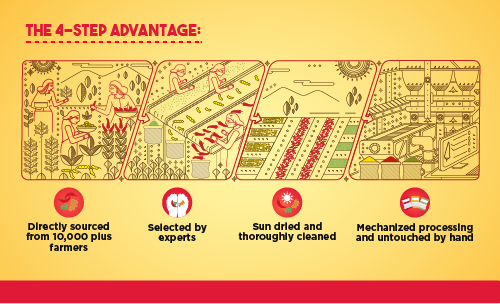 THE 4-STEP ADVANTAGE:
Directly sourced
from 10,000 plus
farmers
Selected by
experts
Sun dried and
thoroughly cleaned
Mechanized processing
and untouched by hand